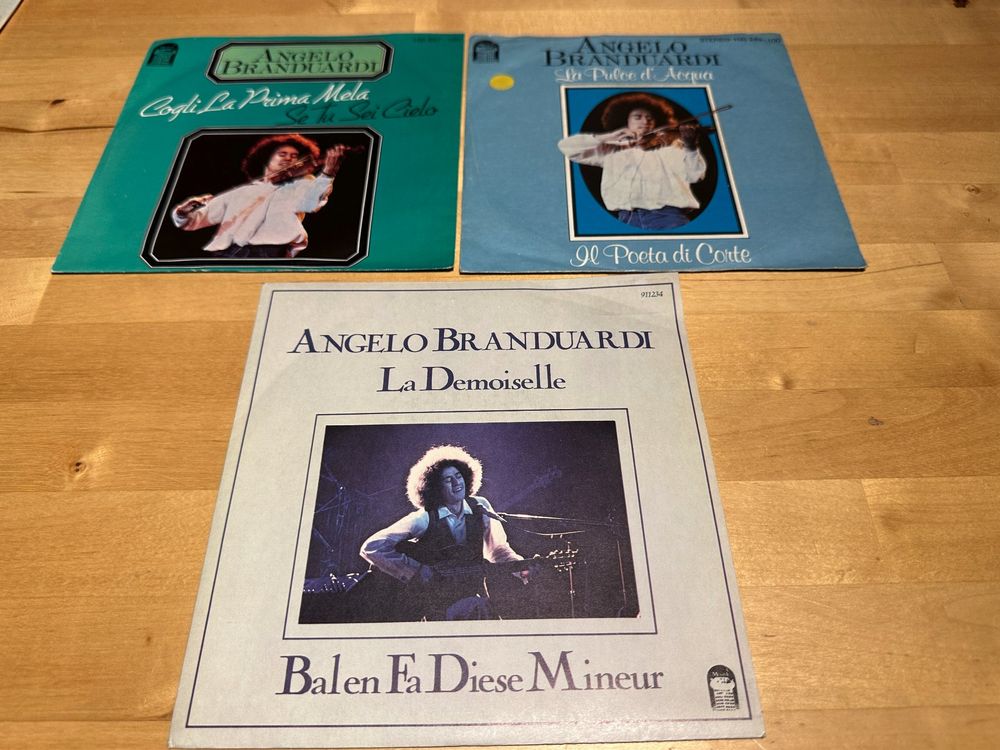 ANGELO
BRANDUARDI
Cogli La Prima Mela
Se tu Sei Cielo
ANGELO
BRANDUARDI
La Pulce d'Acqua
Il Poeta di Corte
911234
ANGELO BRANDUARDI
La Demoiselle
Bal en Fa Diese Mineur
Musik